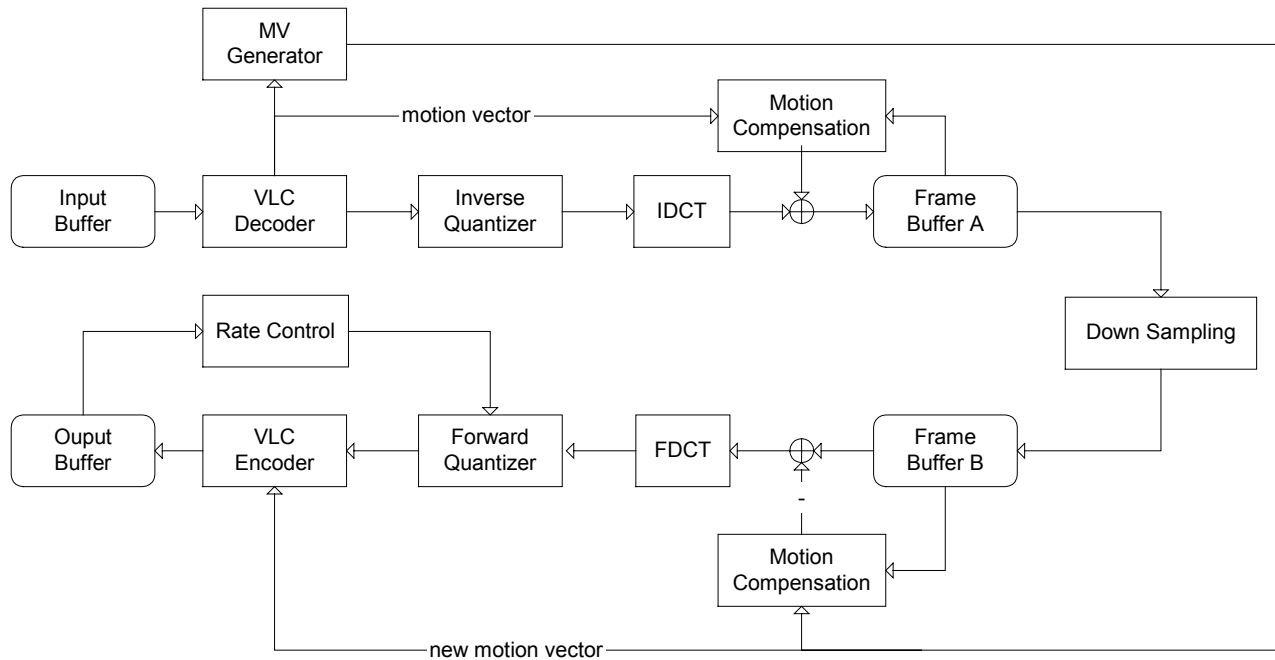 MV
Generator
motion vector
Motion
Compensation
Input
Buffer
VLC
Decoder
Inverse
Quantizer
IDCT
Frame
Buffer A
Rate Control
Down Sampling
Ouput
Buffer
VLC
Encoder
Forward
Quantizer
FDCT
Frame
Buffer B
-
Motion
Compensation
new motion vector